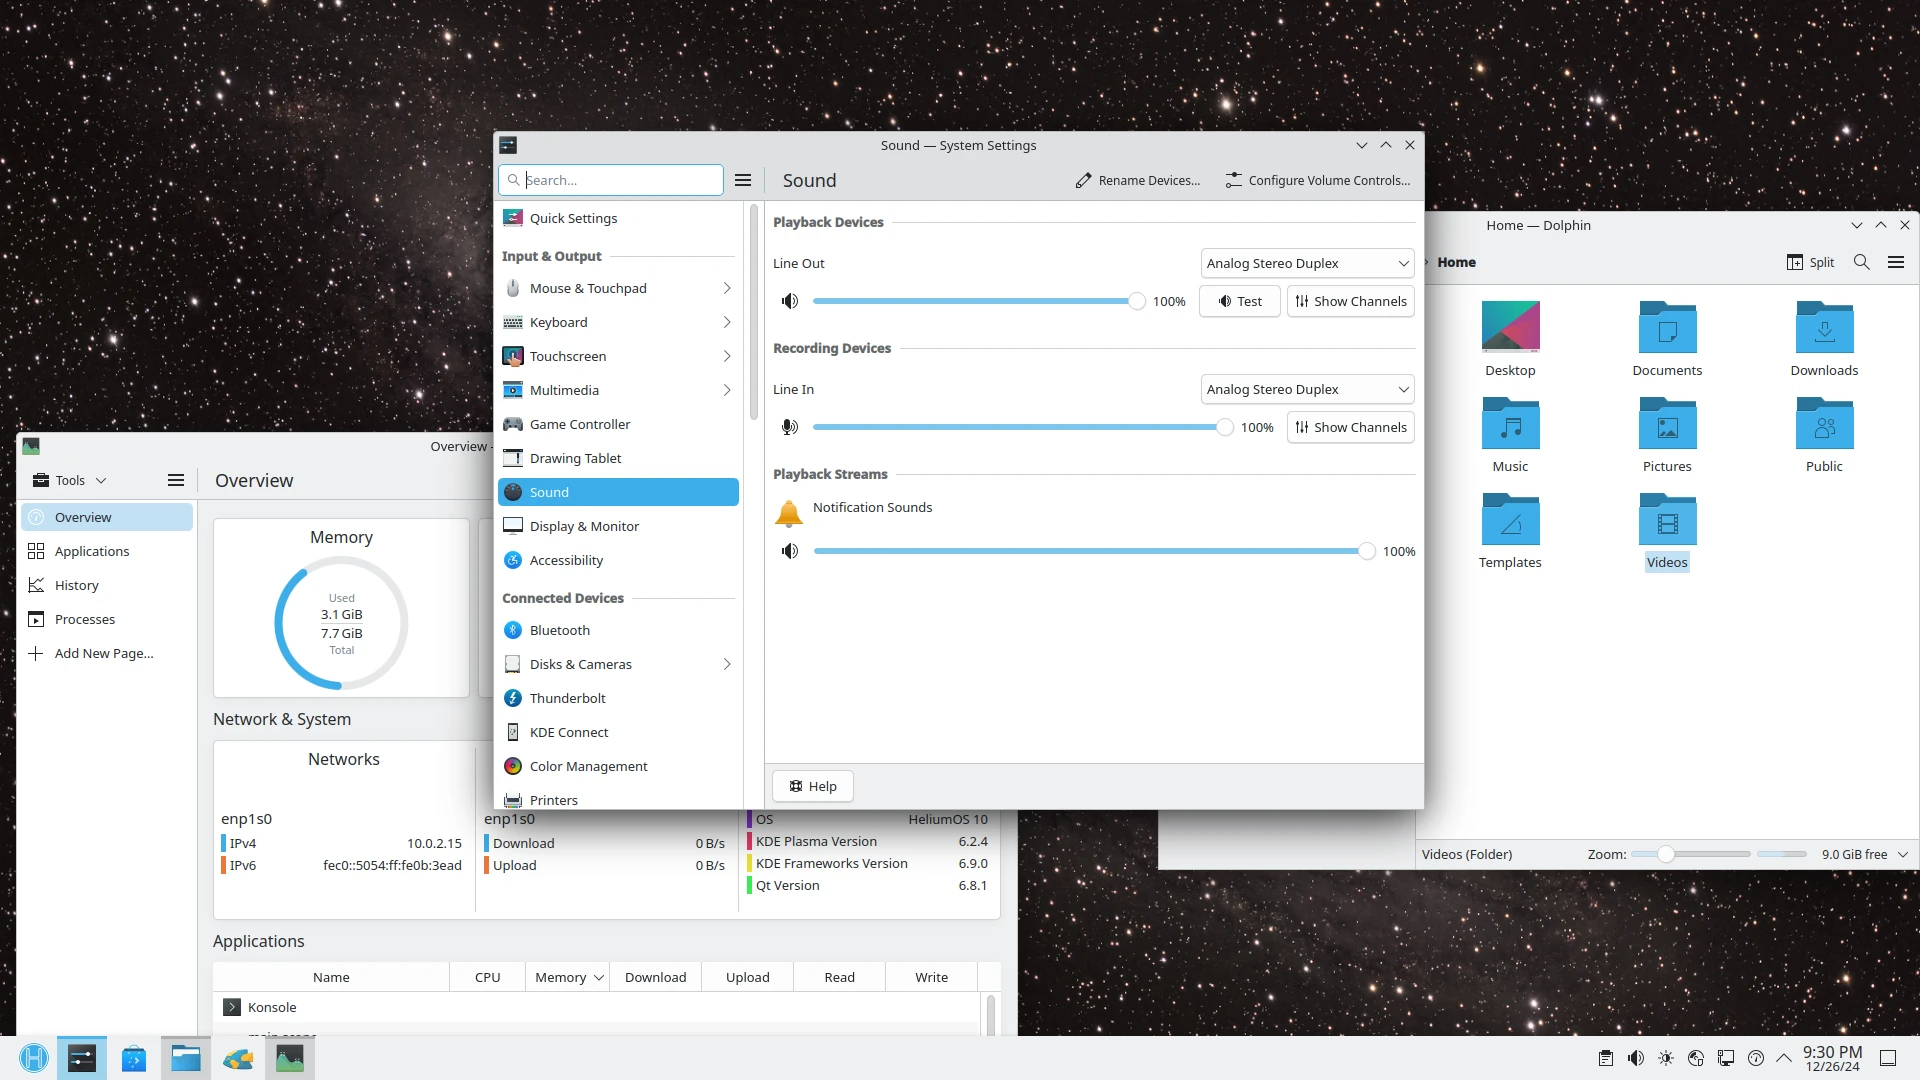 Sound — System Settings
Search...
Sound
Rename Devices...
Configure Volume Controls...
Quick Settings
Input & Output
Mouse & Touchpad
Keyboard
Touchscreen
Multimedia
Game Controller
Drawing Tablet
Sound
Display & Monitor
Accessibility
Connected Devices
Bluetooth
Disks & Cameras
Thunderbolt
KDE Connect
Color Management
Printers
Playback Devices
Line Out
Analog Stereo Duplex
100%
Test
Show Channels
Recording Devices
Line In
Analog Stereo Duplex
100%
Show Channels
Playback Streams
Notification Sounds
100%
Help
Home — Dolphin
Home
Split
Desktop
Documents
Downloads
Music
Pictures
Public
Templates
Videos
Videos (Folder)
Zoom:
9.0 GiB free
Overview
Tools
Overview
Overview
Applications
History
Processes
Add New Page...
Memory
Used
3.1 GiB
7.7 GiB
Total
Network & System
Networks
enp1s0
IPv4 10.0.2.15
IPv6 fec0::5054:ff:fe0b:3ead
enp1s0
Download 0 B/s
Upload 0 B/s
OS HeliumOS 10
KDE Plasma Version 6.2.4
KDE Frameworks Version 6.9.0
Qt Version 6.8.1
Applications
Name CPU Memory Download Upload Read Write
Konsole
9:30 PM
12/26/24